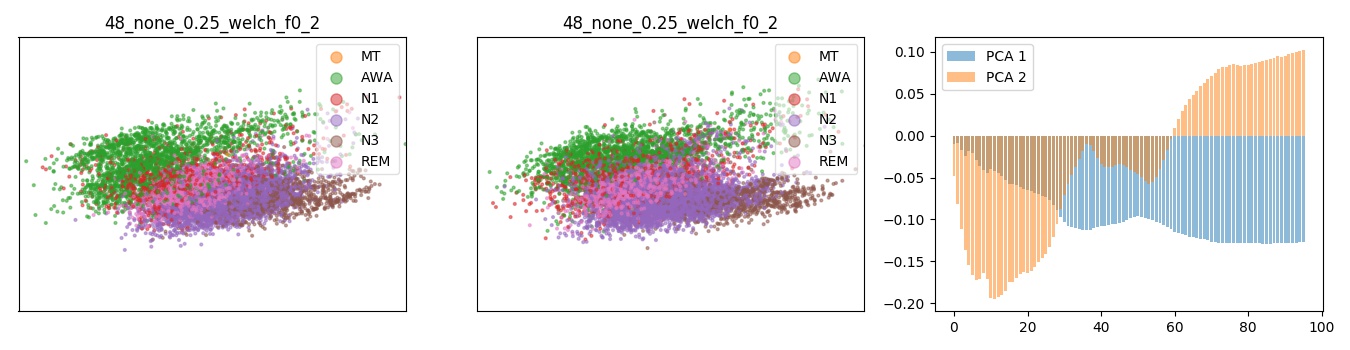 48_none_0.25_welch_f0_2
MT
AWA
N1
N2
N3
REM
48_none_0.25_welch_f0_2
MT
AWA
N1
N2
N3
REM
PCA 1
PCA 2
0.10
0.05
0.00
−0.05
−0.10
−0.15
−0.20
0
20
40
60
80
100